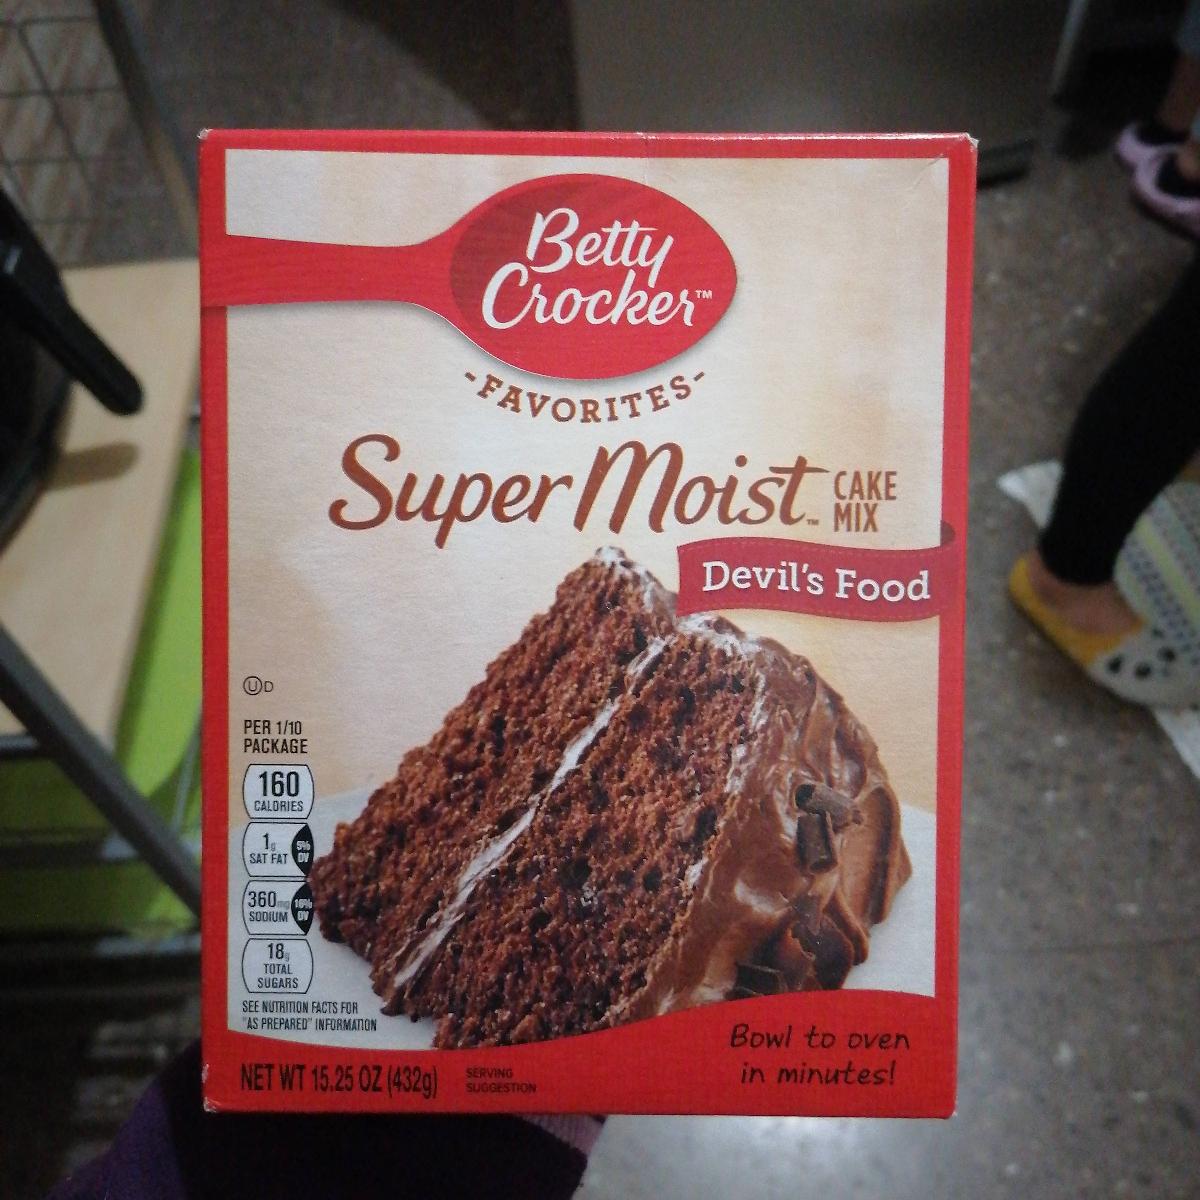 Betty
Crocker™
-FAVORITES-
Super Moist™ CAKE MIX
Devil's Food
U D
PER 1/10
PACKAGE
160
CALORIES
1g
SAT FAT
5%
DV
360mg
SODIUM
16%
DV
18g
TOTAL
SUGARS
SEE NUTRITION FACTS FOR
"AS PREPARED" INFORMATION
NET WT 15.25 OZ (432g)
SERVING
SUGGESTION
Bowl to oven
in minutes!